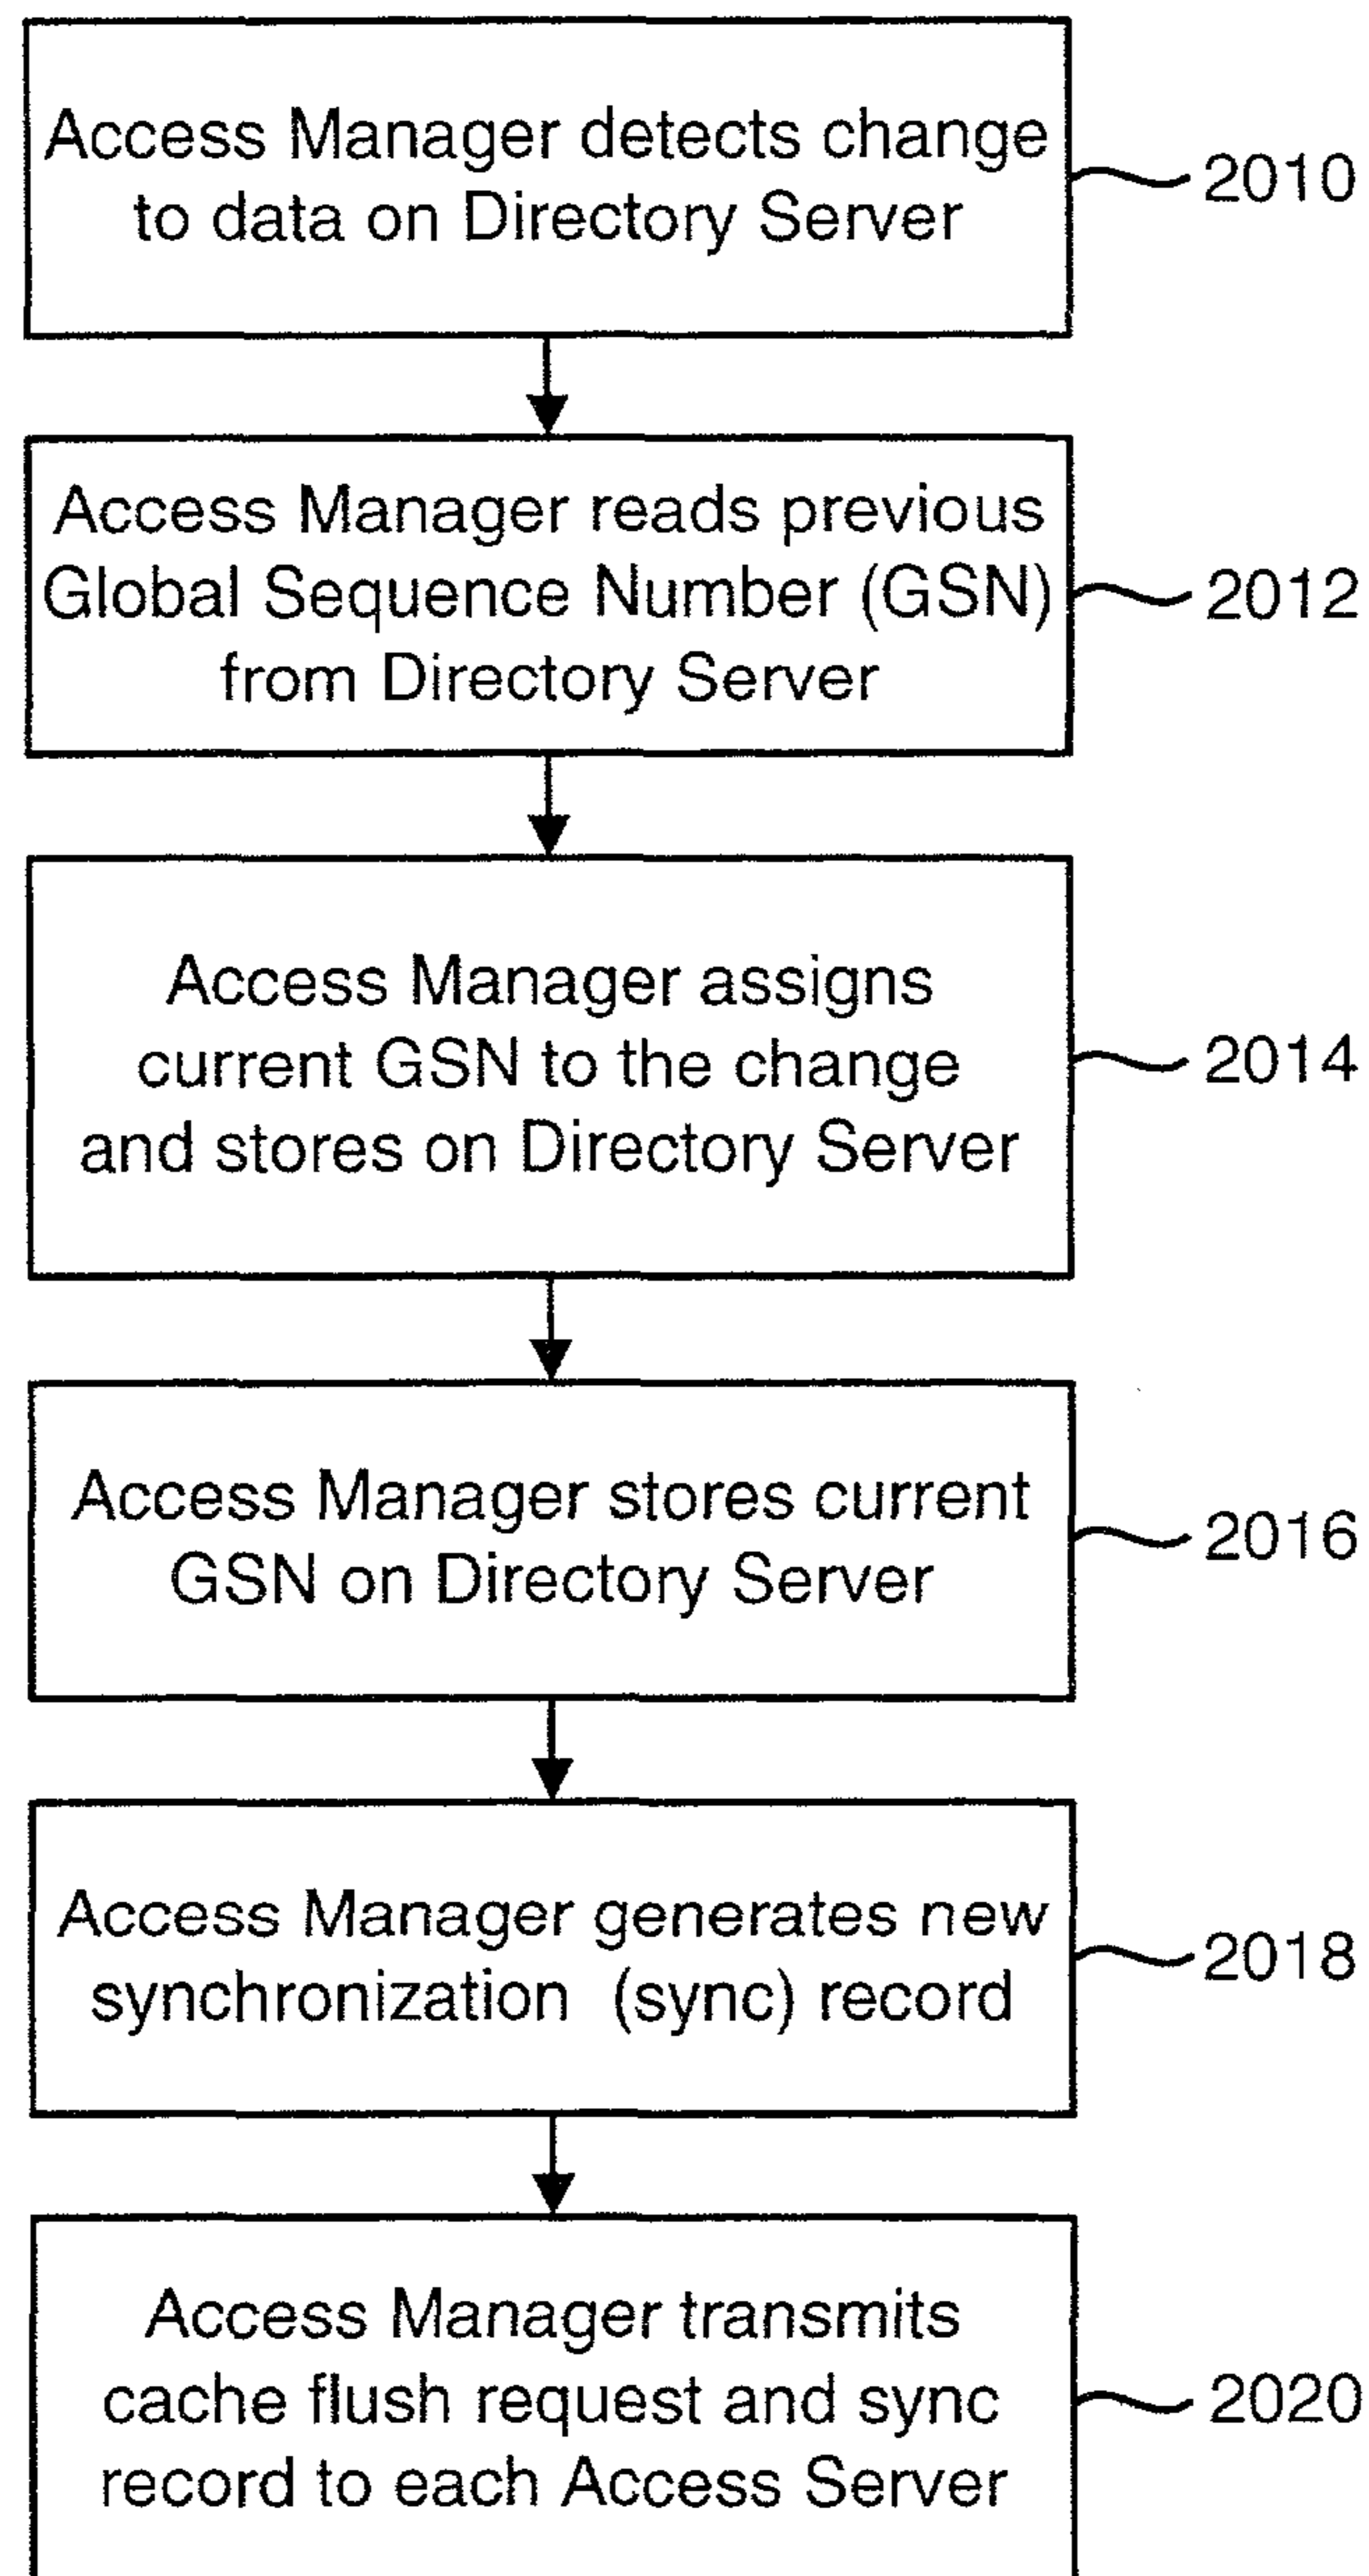 Access Manager detects change
to data on Directory Server
2010
Access Manager reads previous
Global Sequence Number (GSN)
from Directory Server
2012
Access Manager assigns
current GSN to the change
and stores on Directory Server
2014
Access Manager stores current
GSN on Directory Server
2016
Access Manager generates new
synchronization (sync) record
2018
Access Manager transmits
cache flush request and sync
record to each Access Server
2020